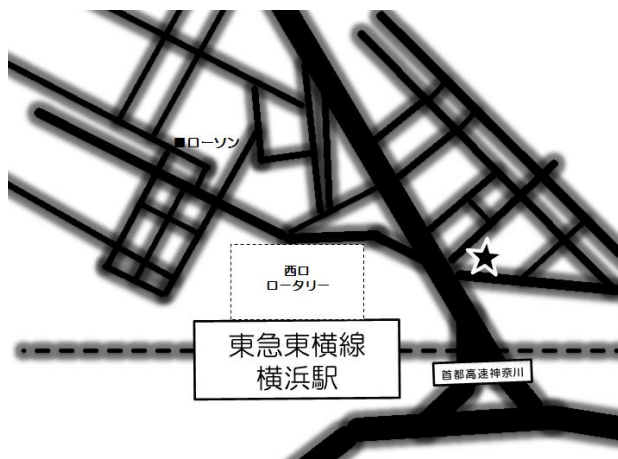 ■ローソン
西口
ロータリー
東急東横線
横浜駅
首都高速神奈川